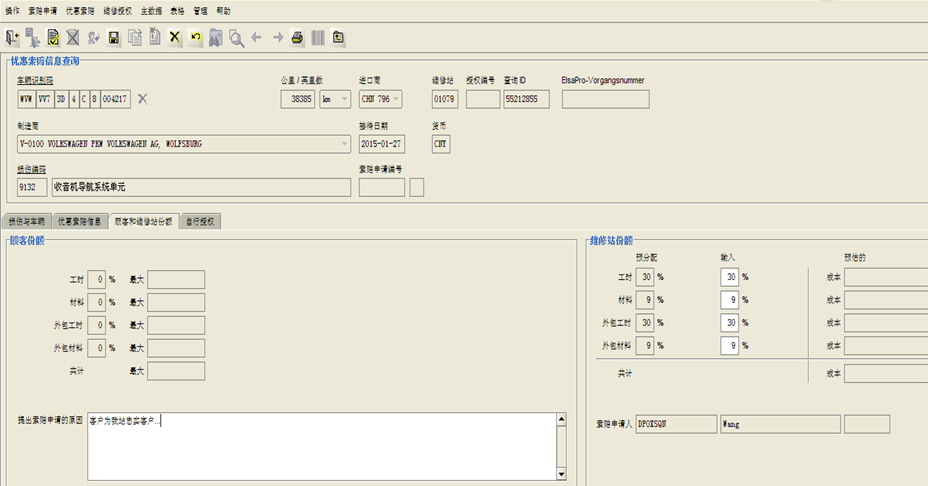 操作 索赔申请 优惠索赔 维修授权 主数据 表格 管理 帮助
优惠索赔信息查询
车辆识别码 公里 / 英里数 进口商 维修站 授权编号 查询ID ElsaPro-Vorgangsnummer
WVW VV7 3D 4 C 8 004217 38385 km CHN 796 01079 55212855
制造商 接待日期 货币
V-0100 VOLKSWAGEN PKW VOLKSWAGEN AG, WOLFSBURG 2015-01-27 CNY
损伤编码 索赔申请编号
9132 收音机导航系统单元
损伤与车辆 优惠索赔信息 顾客和维修站份额 自行授权
顾客份额
工时 0 % 最大
材料 0 % 最大
外包工时 0 % 最大
外包材料 0 % 最大
共计 最大
提出索赔申请的原因 客户为我站忠实客户...
维修站份额
预分配 输入 预估的
工时 30 % 30 % 成本
材料 9 % 9 % 成本
外包工时 30 % 30 % 成本
外包材料 9 % 9 % 成本
共计 成本
索赔申请人 DPOXSQN Wang